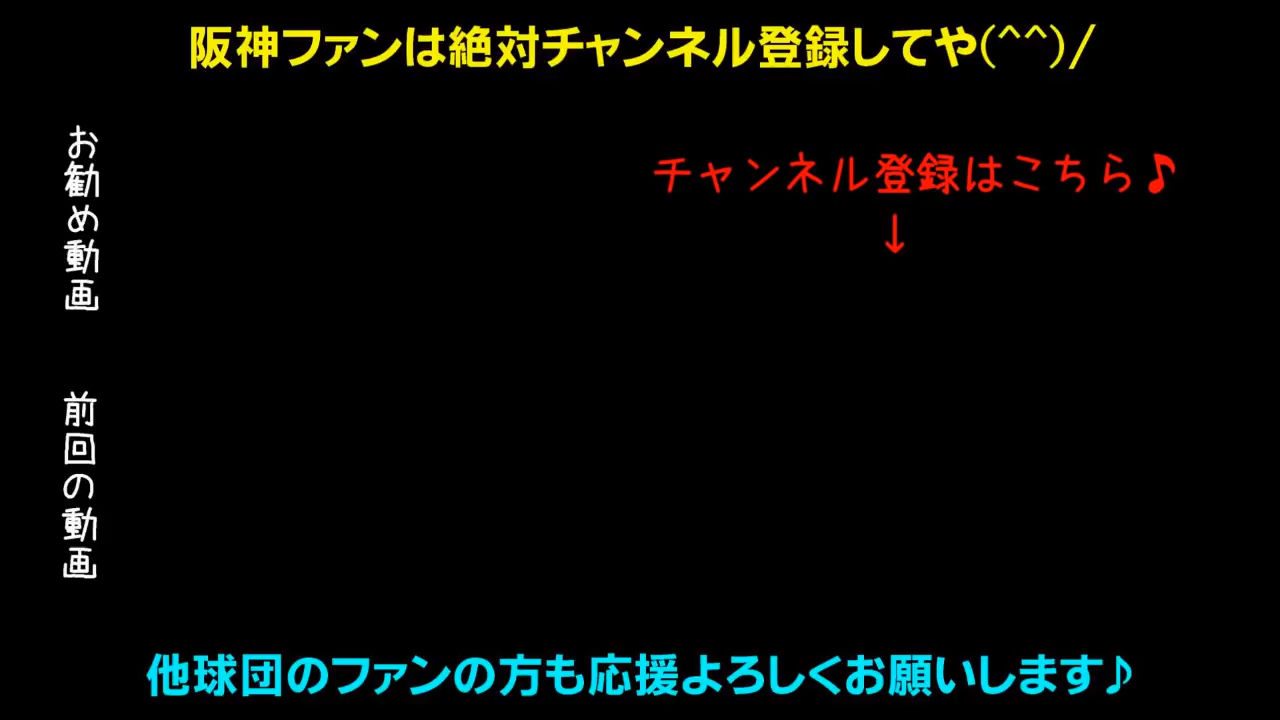 阪神ファンは絶対チャンネル登録してや(^^)/
お勧め動画
チャンネル登録はこちら♪
↓
前回の動画
他球団のファンの方も応援よろしくお願いします♪